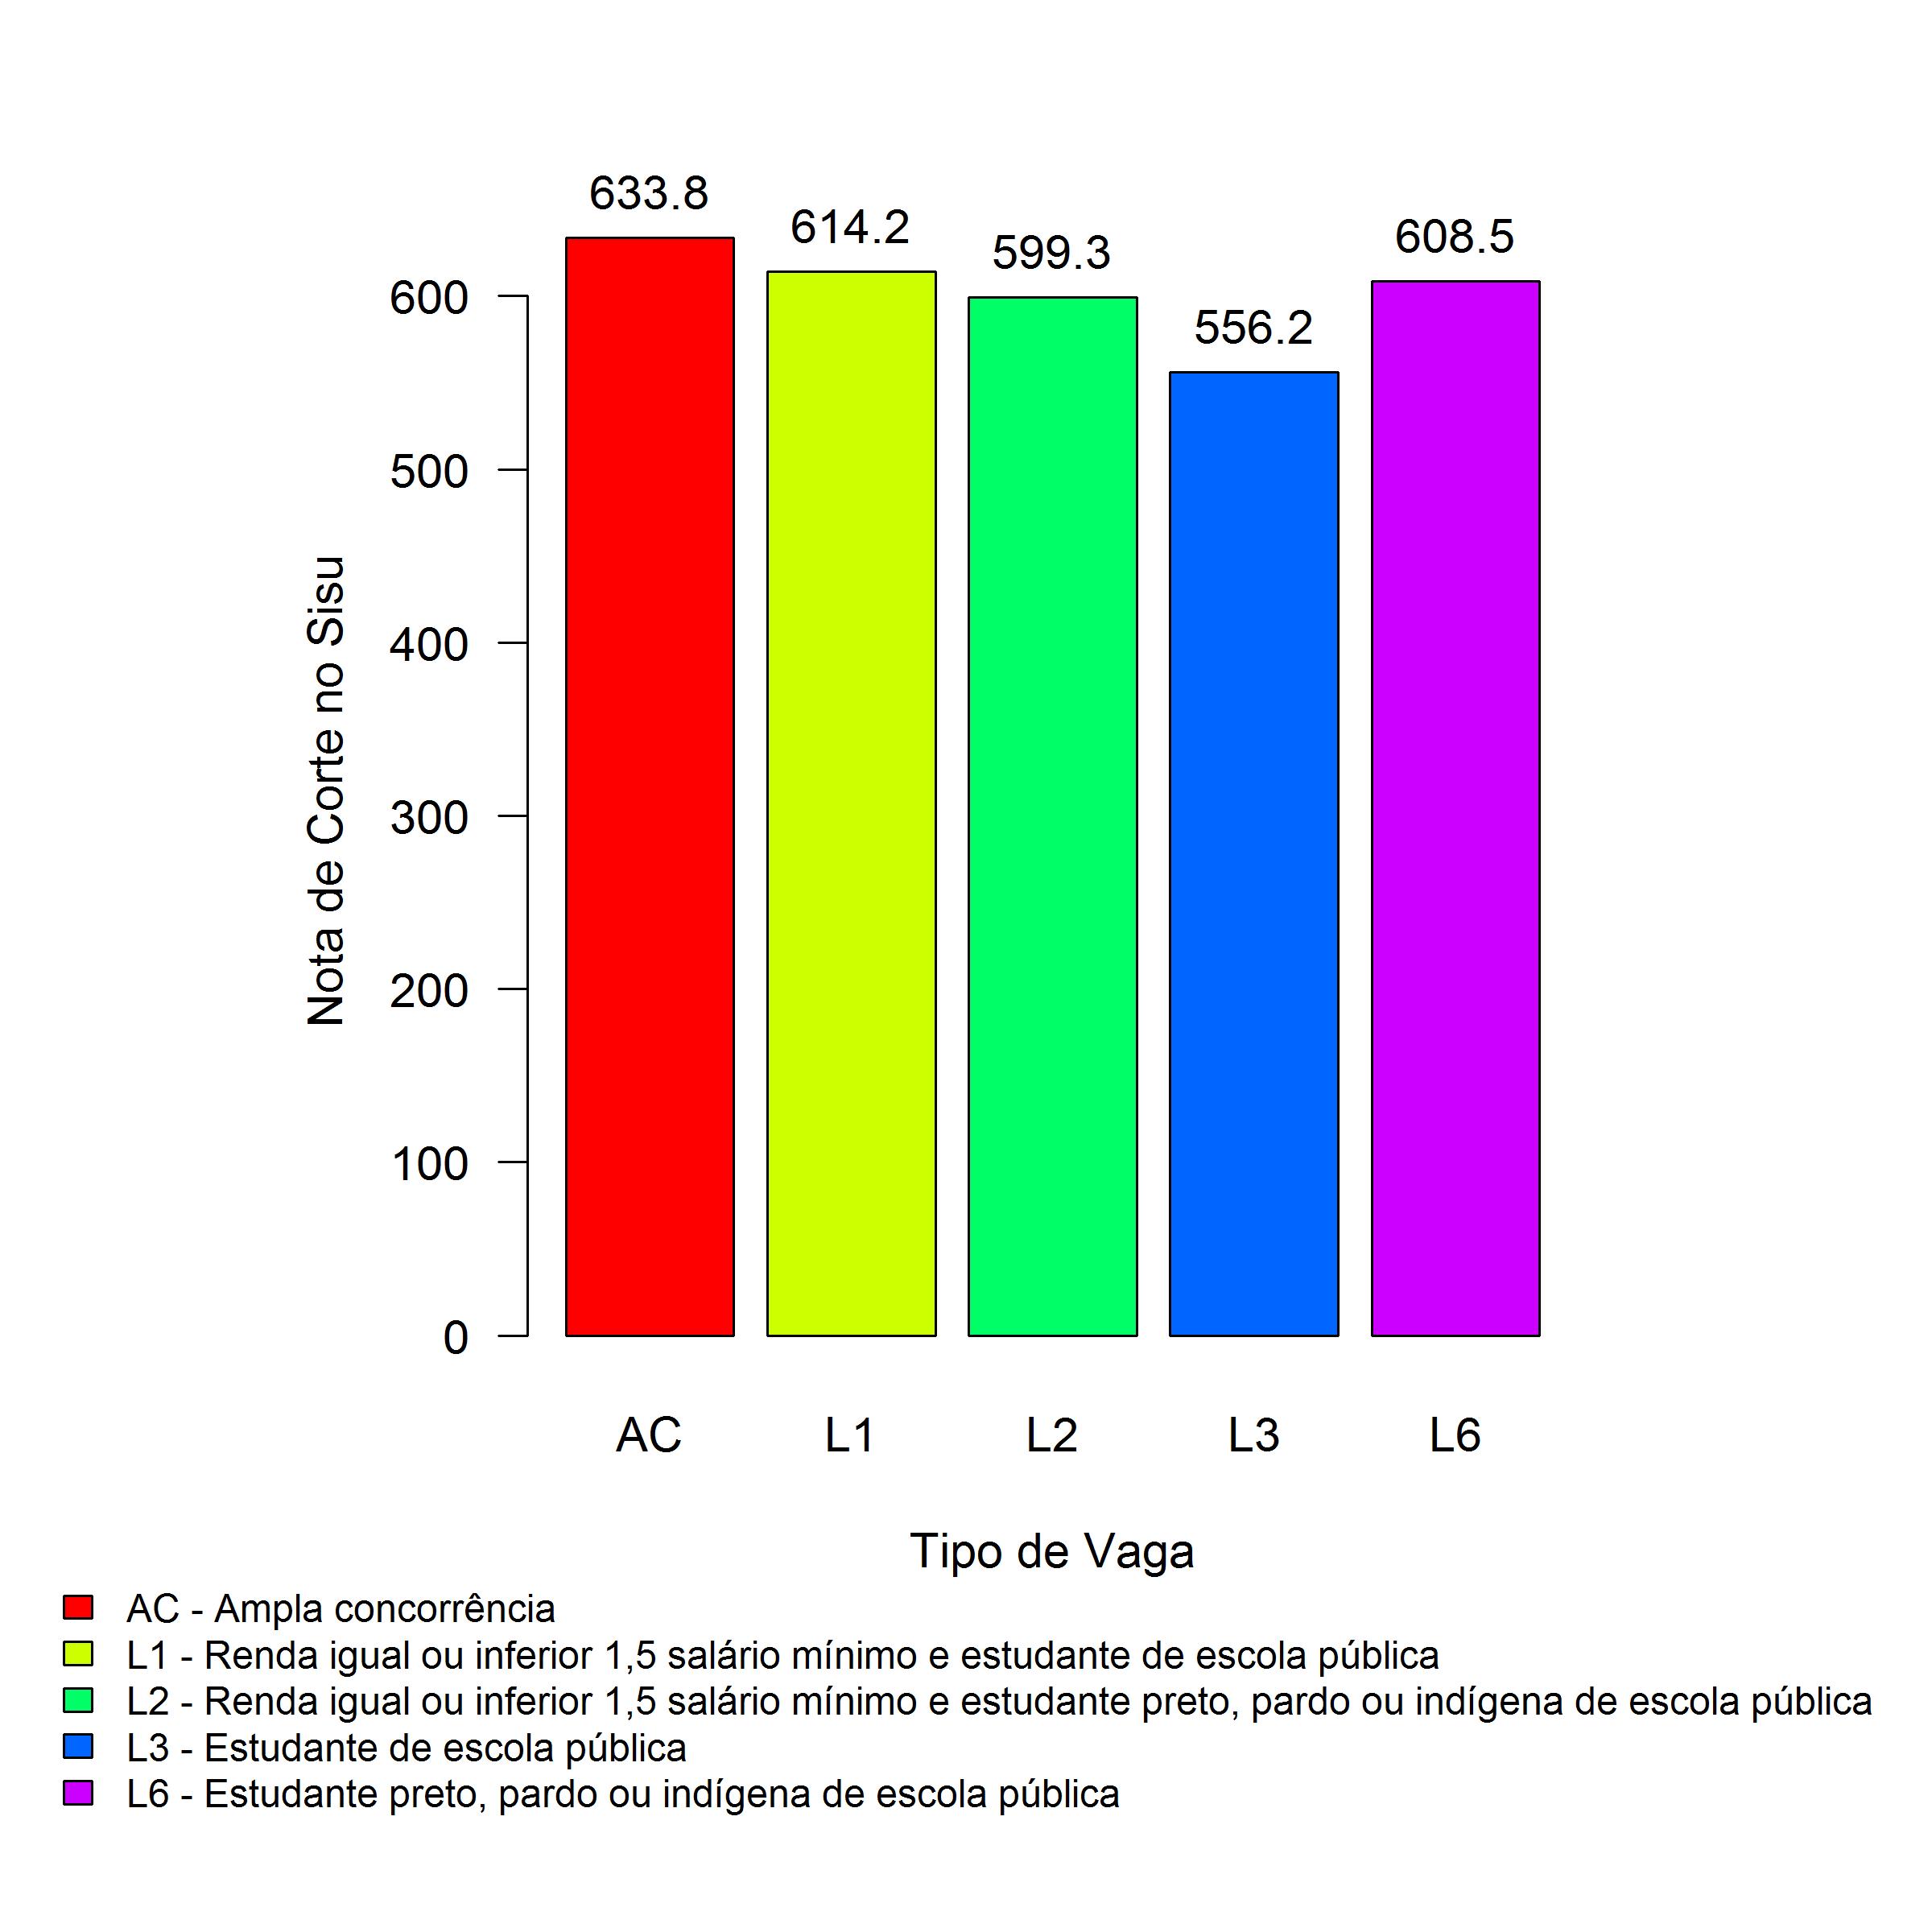 633.8
614.2
599.3
556.2
608.5
600
500
400
300
200
100
0
Nota de Corte no Sisu
AC
L1
L2
L3
L6
Tipo de Vaga
AC - Ampla concorrência
L1 - Renda igual ou inferior 1,5 salário mínimo e estudante de escola pública
L2 - Renda igual ou inferior 1,5 salário mínimo e estudante preto, pardo ou indígena de escola pública
L3 - Estudante de escola pública
L6 - Estudante preto, pardo ou indígena de escola pública